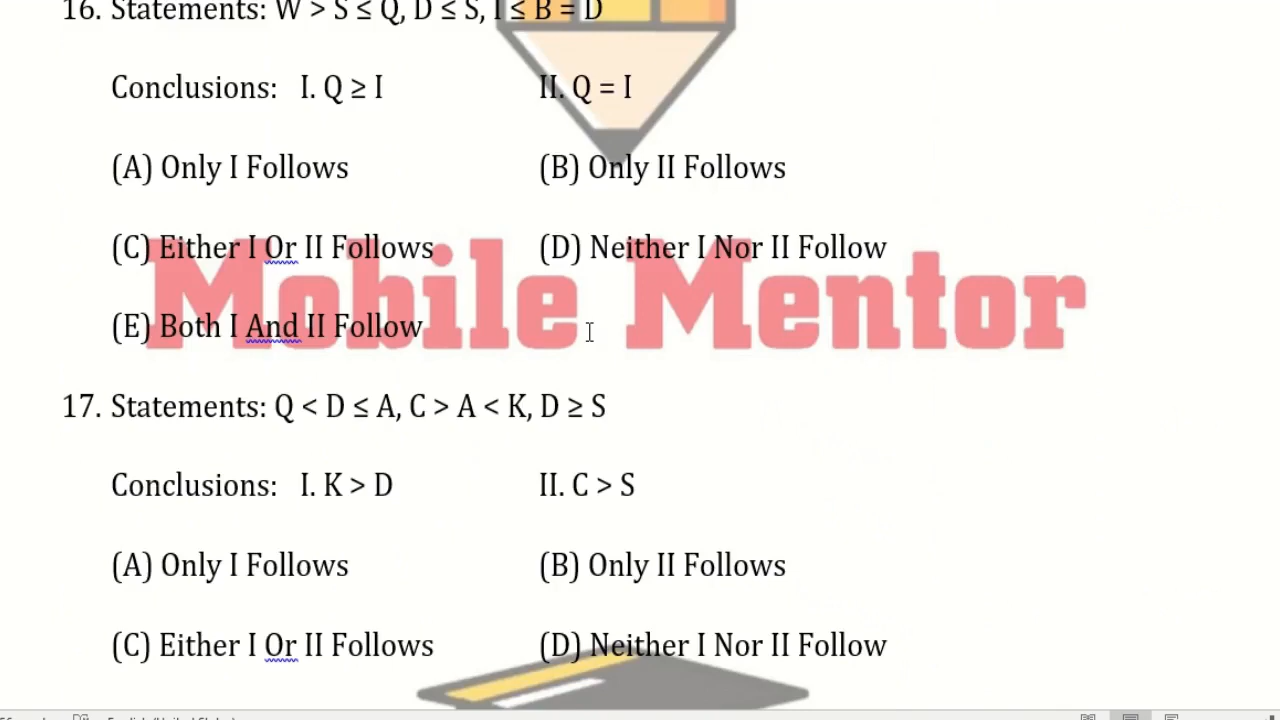 16. Statements: W > S ≤ Q, D ≤ S, I ≤ B = D
Conclusions: I. Q ≥ I II. Q = I
(A) Only I Follows (B) Only II Follows
(C) Either I Or II Follows (D) Neither I Nor II Follow
Mobile Mentor
(E) Both I And II Follow
17. Statements: Q < D ≤ A, C > A < K, D ≥ S
Conclusions: I. K > D II. C > S
(A) Only I Follows (B) Only II Follows
(C) Either I Or II Follows (D) Neither I Nor II Follow